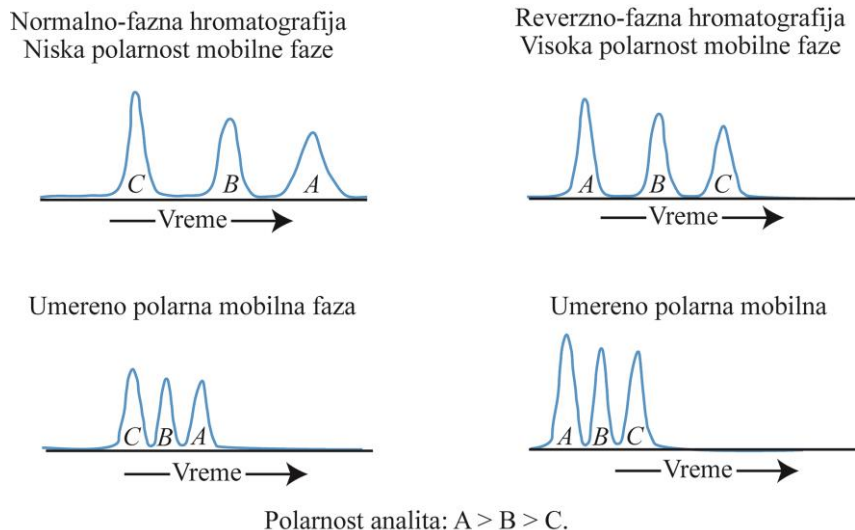 Normalno-fazna hromatografija
Niska polarnost mobilne faze
C B A
Vreme
Reverzno-fazna hromatografija
Visoka polarnost mobilne faze
A B C
Vreme
Umereno polarna mobilna faza
C B A
Vreme
Umereno polarna mobilna
A B C
Vreme
Polarnost analita: A > B > C.